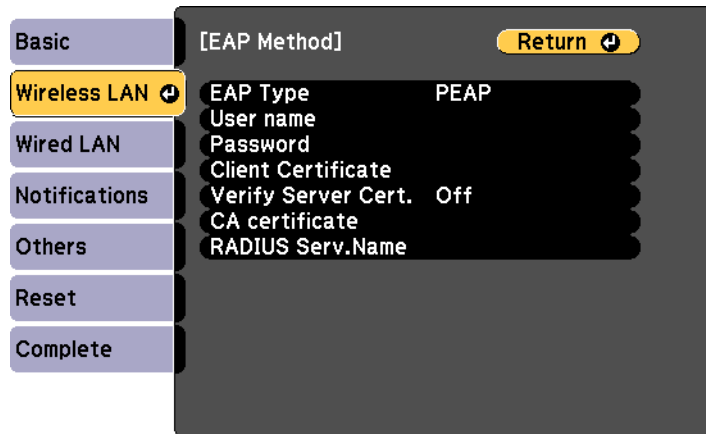 Basic
Wireless LAN
Wired LAN
Notifications
Others
Reset
Complete
[EAP Method]
Return
EAP Type PEAP
User name
Password
Client Certificate
Verify Server Cert. Off
CA certificate
RADIUS Serv.Name